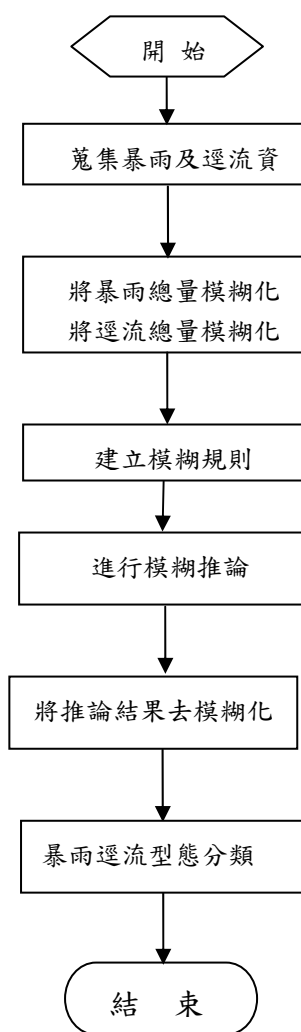 開 始
蒐集暴雨及逕流資
將暴雨總量模糊化
將逕流總量模糊化
建立模糊規則
進行模糊推論
將推論結果去模糊化
暴雨逕流型態分類
結 束